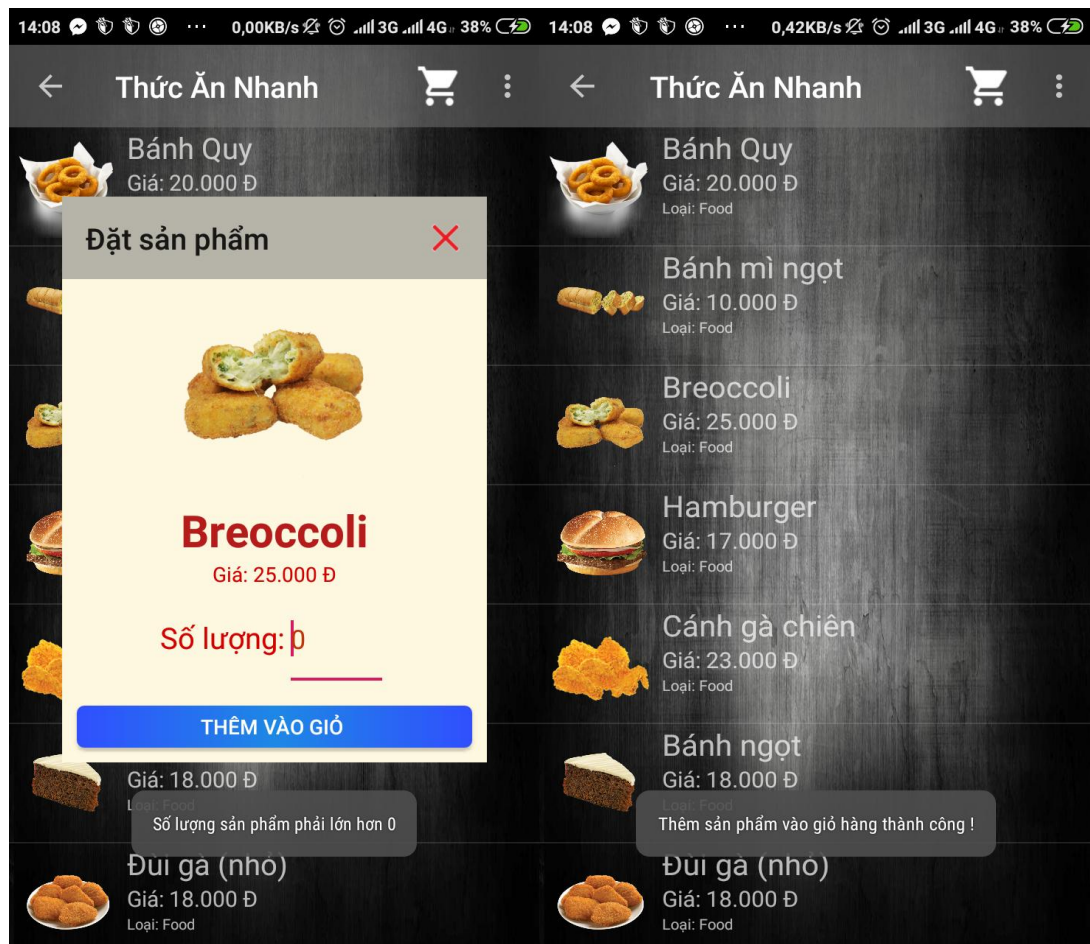 14:08 ... 0,00KB/s 3G 4G 38%
Thức Ăn Nhanh
Bánh Quy
Giá: 20.000 Đ
Đặt sản phẩm
Breoccoli
Giá: 25.000 Đ
Số lượng: 0
THÊM VÀO GIỎ
Giá: 18.000 Đ
Loại: Food
Số lượng sản phẩm phải lớn hơn 0
Đùi gà (nhỏ)
Giá: 18.000 Đ
Loại: Food
14:08 ... 0,42KB/s 3G 4G 38%
Thức Ăn Nhanh
Bánh Quy
Giá: 20.000 Đ
Loại: Food
Bánh mì ngọt
Giá: 10.000 Đ
Loại: Food
Breoccoli
Giá: 25.000 Đ
Loại: Food
Hamburger
Giá: 17.000 Đ
Loại: Food
Cánh gà chiên
Giá: 23.000 Đ
Loại: Food
Bánh ngọt
Giá: 18.000 Đ
Loại: Food
Thêm sản phẩm vào giỏ hàng thành công !
Đùi gà (nhỏ)
Giá: 18.000 Đ
Loại: Food